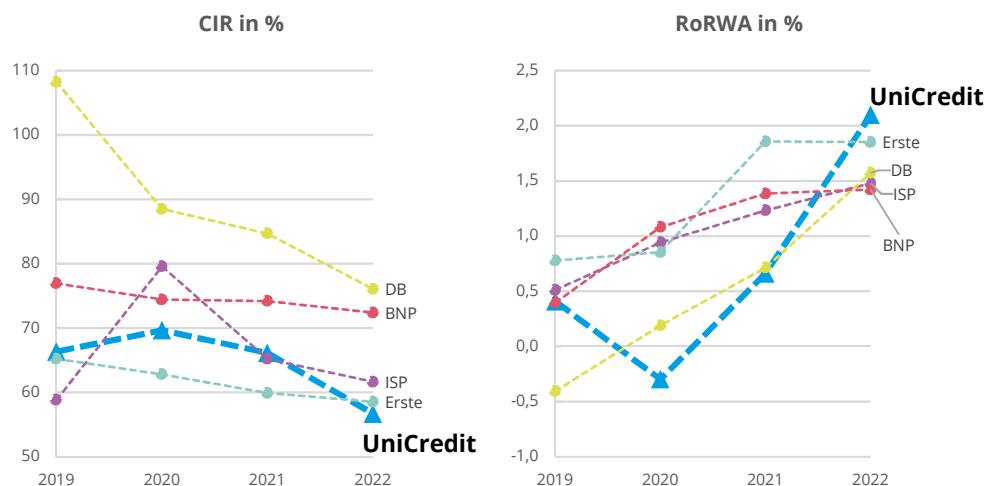 CIR in %
110
100
90
80
70
60
50
2019
2020
2021
2022
DB
BNP
ISP
Erste
UniCredit
RoRWA in %
2,5
2,0
1,5
1,0
0,5
0,0
-0,5
-1,0
2019
2020
2021
2022
UniCredit
Erste
DB
ISP
BNP